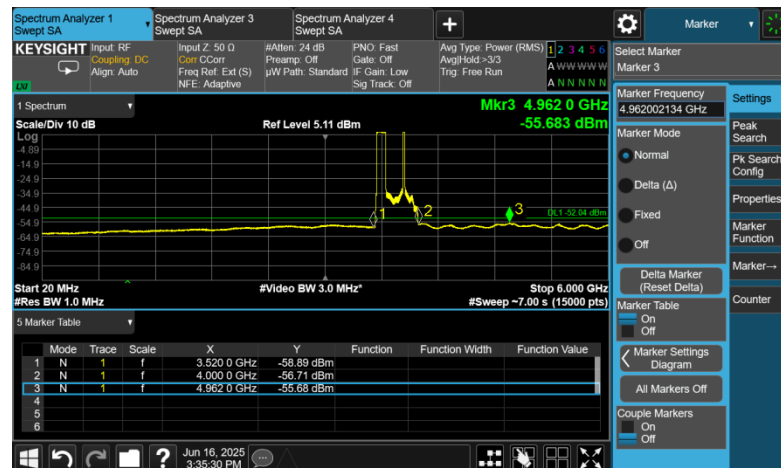 Spectrum Analyzer 1
Swept SA
Spectrum Analyzer 3
Swept SA
Spectrum Analyzer 4
Swept SA
Marker
KEYSIGHT
LXI
Input: RF
Coupling: DC
Align: Auto
Input Z: 50 Ω
Corr CCorr
Freq Ref: Ext (S)
NFE: Adaptive
#Atten: 24 dB
Preamp: Off
µW Path: Standard
PNO: Fast
Gate: Off
IF Gain: Low
Sig Track: Off
Avg Type: Power (RMS)
Avg|Hold:>3/3
Trig: Free Run
1 2 3 4 5 6
A W W W W W
A N N N N N
1 Spectrum
Scale/Div 10 dB
Ref Level 5.11 dBm
Mkr3 4.962 0 GHz
-55.683 dBm
Log
-4.89
-14.9
-24.9
-34.9
-44.9
-54.9
-64.9
-74.9
-84.9
1
2
3
DL1 -52.04 dBm
Start 20 MHz
#Res BW 1.0 MHz
#Video BW 3.0 MHz*
Stop 6.000 GHz
#Sweep ~7.00 s (15000 pts)
5 Marker Table
Mode Trace Scale X Y Function Function Width Function Value
1 N 1 f 3.520 0 GHz -58.89 dBm
2 N 1 f 4.000 0 GHz -56.71 dBm
3 N 1 f 4.962 0 GHz -55.68 dBm
4
5
6
Jun 16, 2025
3:35:30 PM
Select Marker
Marker 3
Marker Frequency
4.962002134 GHz
Marker Mode
Normal
Delta (Δ)
Fixed
Off
Delta Marker
(Reset Delta)
Marker Table
On
Off
Marker Settings
Diagram
All Markers Off
Couple Markers
On
Off
Settings
Peak
Search
Pk Search
Config
Properties
Marker
Function
Marker→
Counter